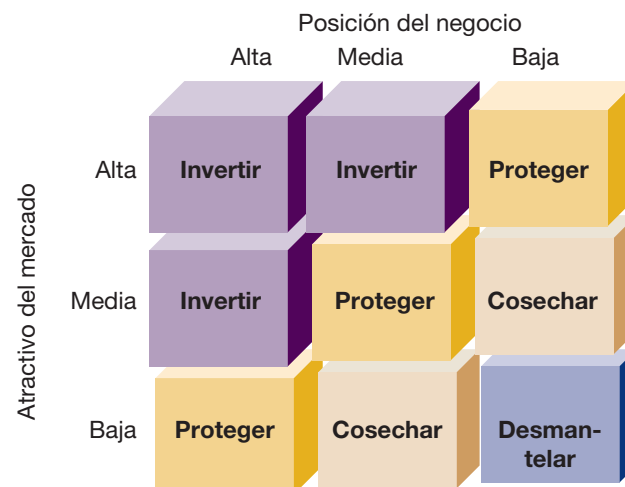 Posición del negocio
Alta Media Baja
Atractivo del mercado
Alta Invertir Invertir Proteger
Media Invertir Proteger Cosechar
Baja Proteger Cosechar Desman-
telar